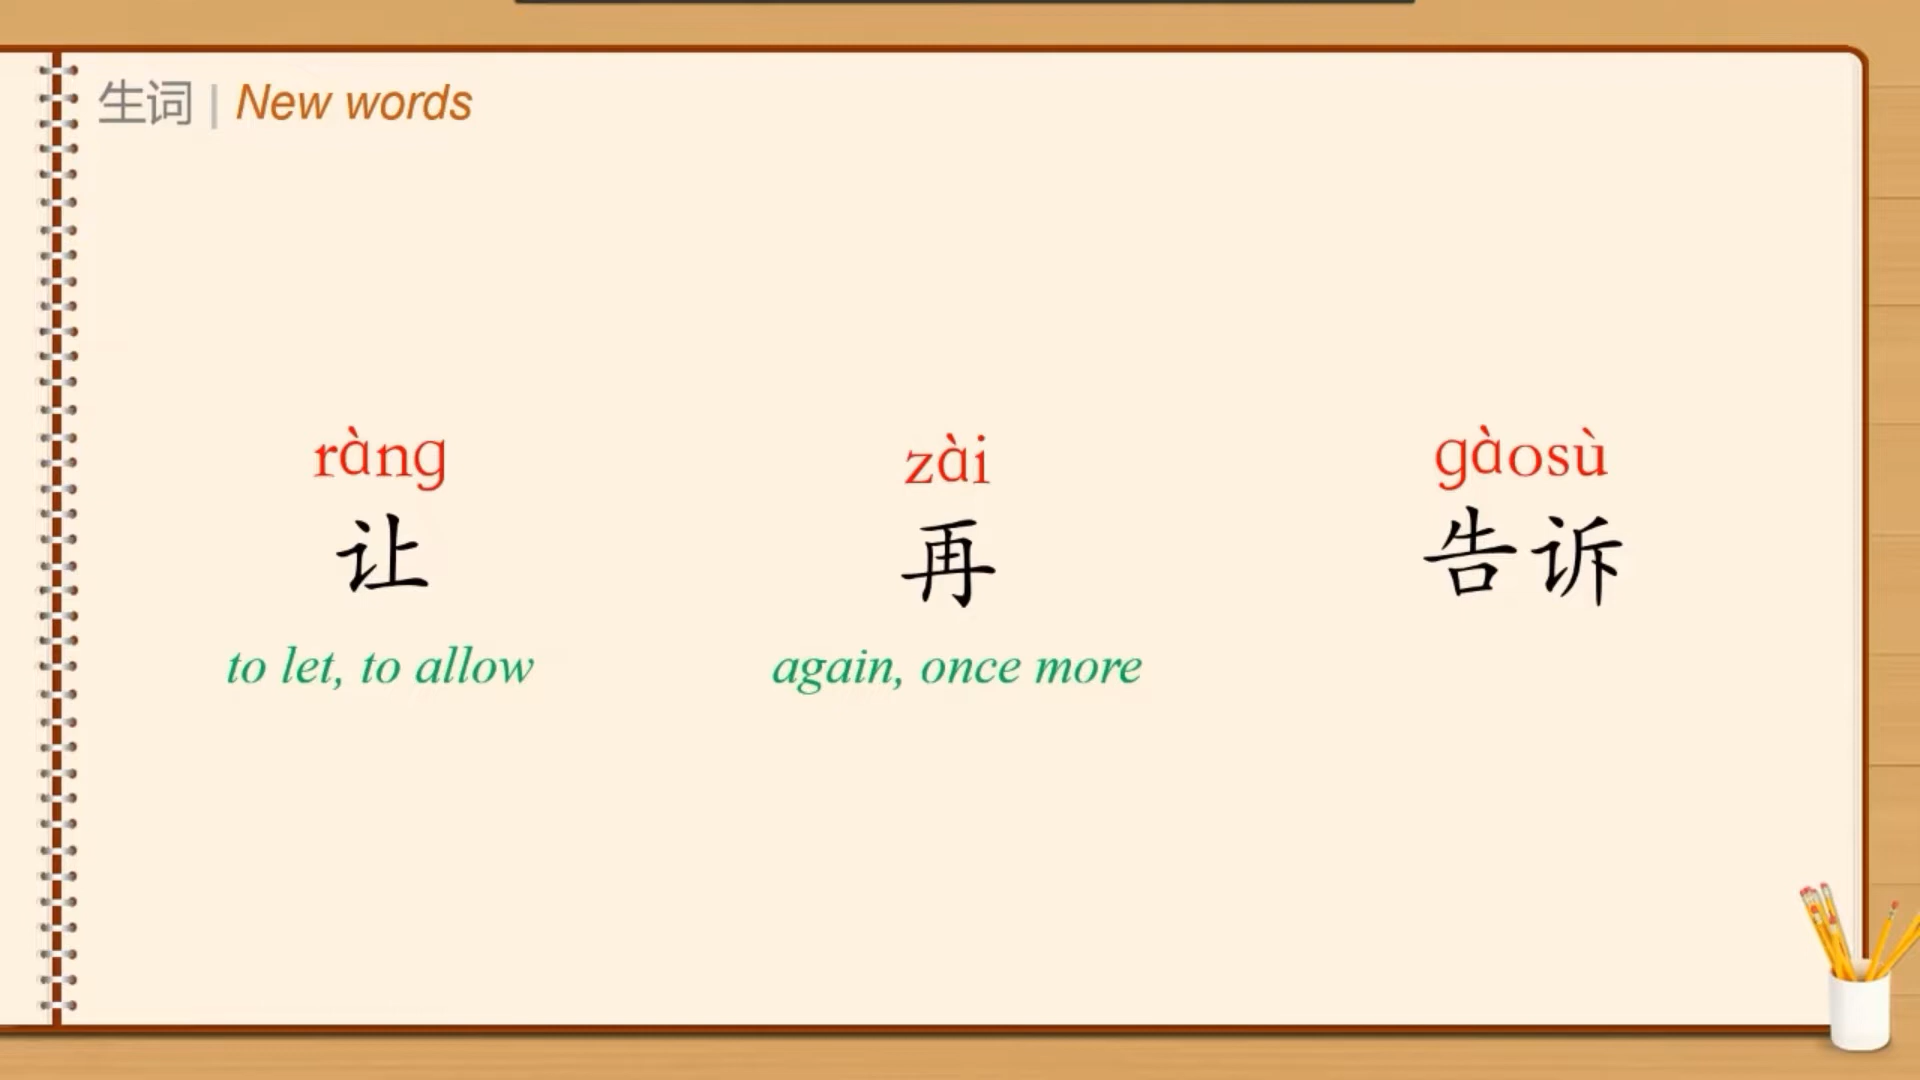 生词 | New words
ràng
让
to let, to allow
zài
再
again, once more
gàosù
告诉